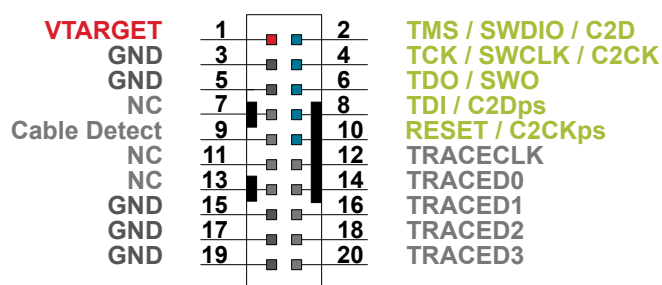 VTARGET 1 2 TMS / SWDIO / C2D
GND 3 4 TCK / SWCLK / C2CK
GND 5 6 TDO / SWO
NC 7 8 TDI / C2Dps
Cable Detect 9 10 RESET / C2CKps
NC 11 12 TRACECLK
NC 13 14 TRACED0
GND 15 16 TRACED1
GND 17 18 TRACED2
GND 19 20 TRACED3